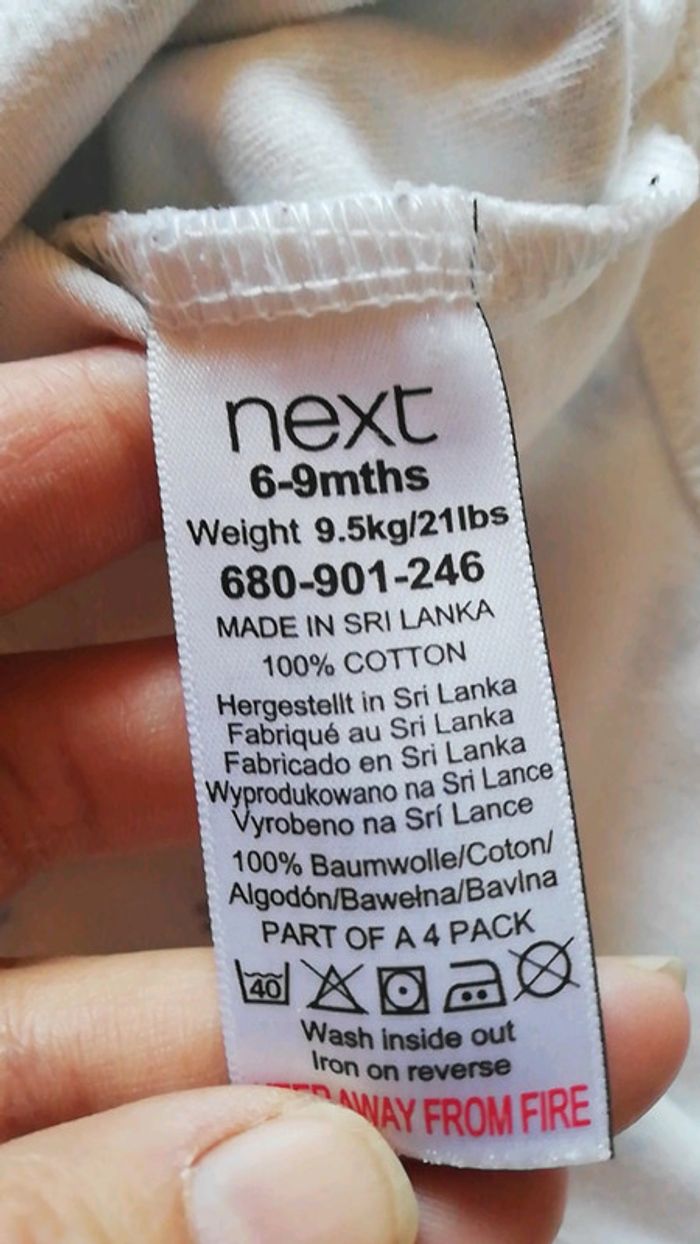 next
6-9mths
Weight 9.5kg/21lbs
680-901-246
MADE IN SRI LANKA
100% COTTON
Hergestellt in Sri Lanka
Fabriqué au Sri Lanka
Fabricado en Sri Lanka
Wyprodukowano na Sri Lance
Vyrobeno na Srí Lance
100% Baumwolle/Coton/
Algodón/Bawełna/Bavlna
PART OF A 4 PACK
40
Wash inside out
Iron on reverse
AWAY FROM FIRE